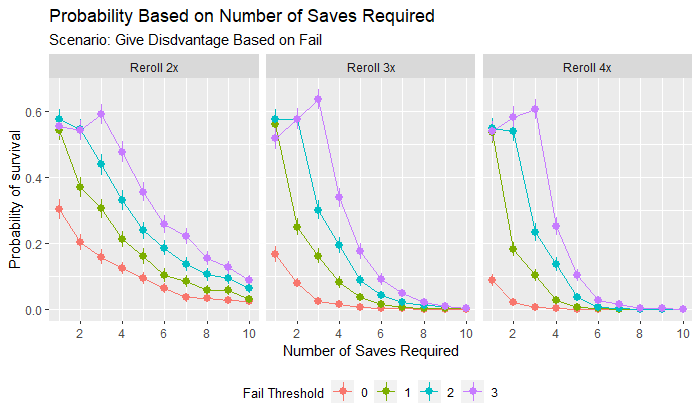 Probability Based on Number of Saves Required
Scenario: Give Disdvantage Based on Fail
Reroll 2x Reroll 3x Reroll 4x
Probability of survival
0.6
0.4
0.2
0.0
2 4 6 8 10 2 4 6 8 10 2 4 6 8 10
Number of Saves Required
Fail Threshold 0 1 2 3